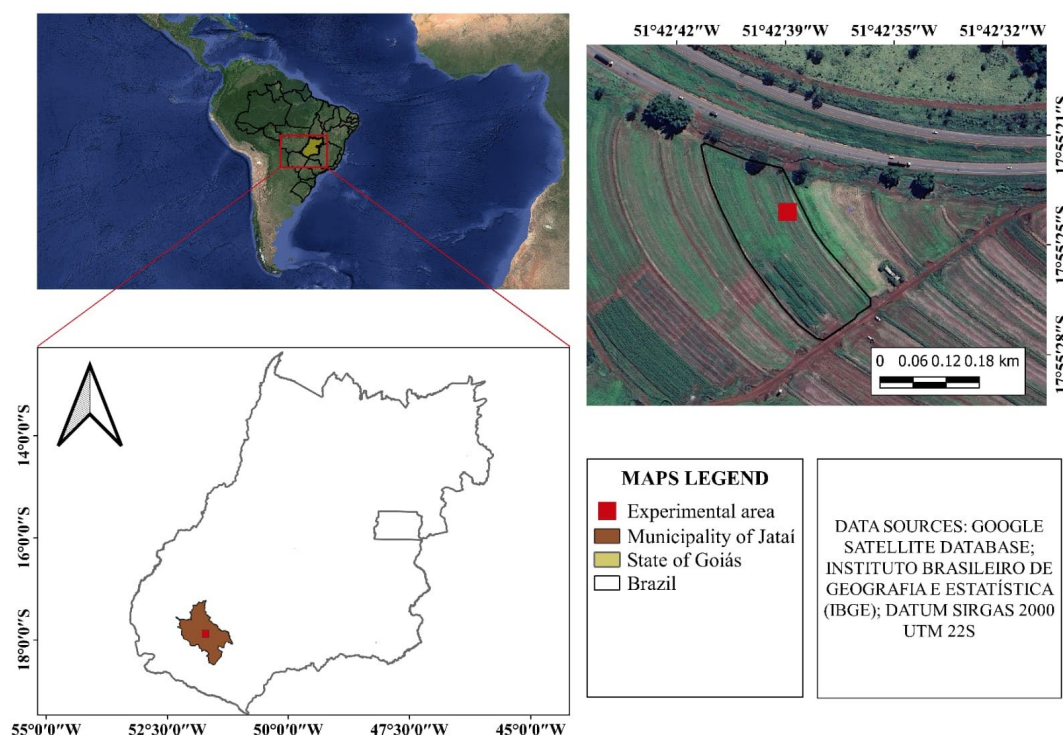 51°42′42″W 51°42′39″W 51°42′35″W 51°42′32″W
17°55′21″S
17°55′25″S
17°55′28″S
0 0.06 0.12 0.18 km
14°0′0″S
16°0′0″S
18°0′0″S
55°0′0″W 52°30′0″W 50°0′0″W 47°30′0″W 45°0′0″W
MAPS LEGEND
Experimental area
Municipality of Jataí
State of Goiás
Brazil
DATA SOURCES: GOOGLE
SATELLITE DATABASE;
INSTITUTO BRASILEIRO DE
GEOGRAFIA E ESTATÍSTICA
(IBGE); DATUM SIRGAS 2000
UTM 22S